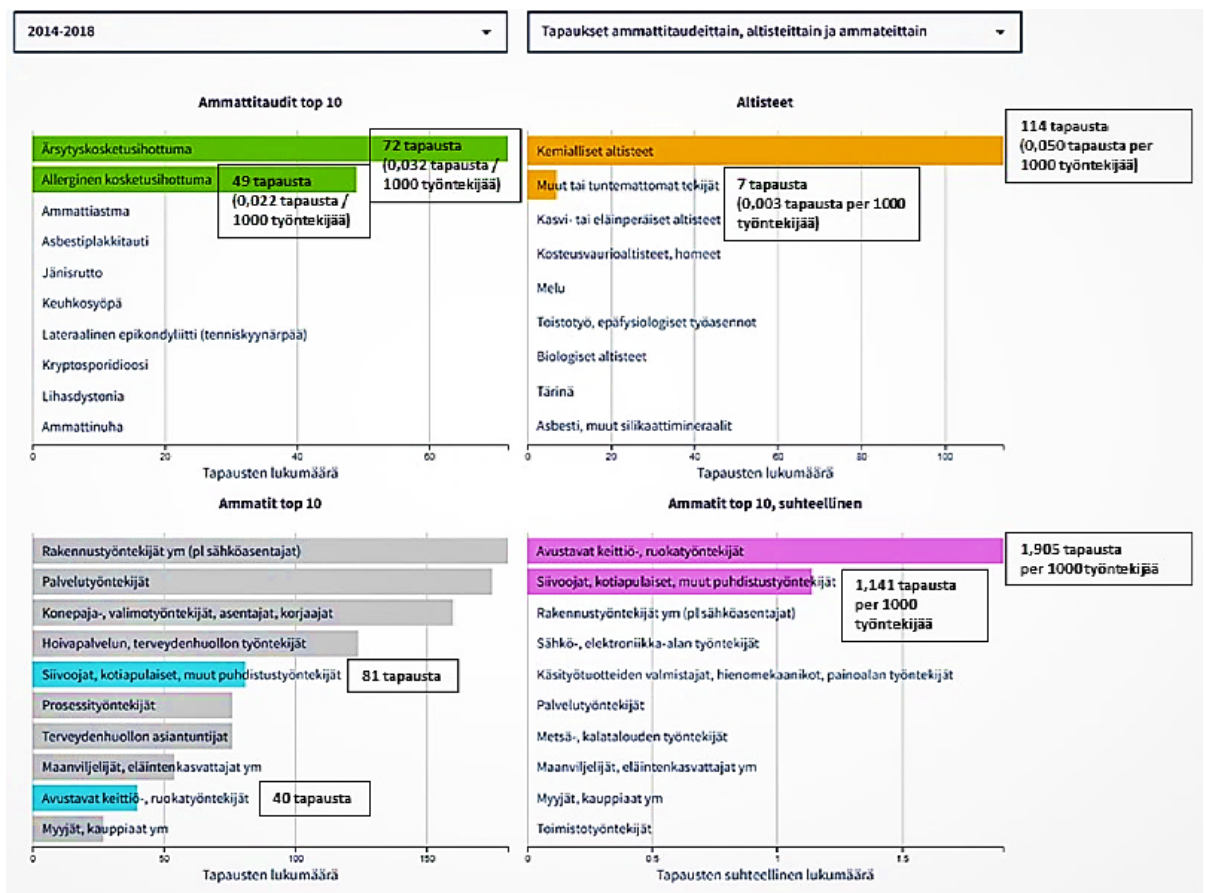 2014-2018
Tapaukset ammattitaudeittain, altisteittain ja ammateittain
Ammattitaudit top 10
Ärsytyskosketusihottuma
72 tapausta
(0,032 tapausta /
1000 työntekijää)
Allerginen kosketusihottuma
49 tapausta
(0,022 tapausta /
1000 työntekijää)
Ammattiastma
Asbestiplakkitauti
Jänisrutto
Keuhkosyöpä
Lateraalinen epikondyliitti (tenniskyynärpää)
Kryptosporidioosi
Lihasdystonia
Ammattinuha
0 20 40 60
Tapausten lukumäärä
Altisteet
Kemialliset altisteet
114 tapausta
(0,050 tapausta per
1000 työntekijää)
Muut tai tuntemattomat tekijät
7 tapausta
(0,003 tapausta per 1000
työntekijää)
Kasvi- tai eläinperäiset altisteet
Kosteusvaurioaltisteet, homeet
Melu
Toistotyö, epäfysiologiset työasennot
Biologiset altisteet
Tärinä
Asbesti, muut silikaattimineraalit
0 20 40 60 80 100
Tapausten lukumäärä
Ammatit top 10
Rakennustyöntekijät ym (pl sähköasentajat)
Palvelutyöntekijät
Konepaja-, valimotyöntekijät, asentajat, korjaajat
Hoivapalvelun, terveydenhuollon työntekijät
Siivoojat, kotiapulaiset, muut puhdistustyöntekijät
81 tapausta
Prosessityöntekijät
Terveydenhuollon asiantuntijat
Maanviljelijät, eläintenkasvattajat ym
Avustavat keittiö-, ruokatyöntekijät
40 tapausta
Myyjät, kauppiaat ym
0 50 100 150
Tapausten lukumäärä
Ammatit top 10, suhteellinen
Avustavat keittiö-, ruokatyöntekijät
1,905 tapausta
per 1000 työntekijää
Siivoojat, kotiapulaiset, muut puhdistustyöntekijät
1,141 tapausta
per 1000
työntekijää
Rakennustyöntekijät ym (pl sähköasentajat)
Sähkö-, elektroniikka-alan työntekijät
Käsityötuotteiden valmistajat, hienomekaanikot, painoalan työntekijät
Palvelutyöntekijät
Metsä-, kalatalouden työntekijät
Maanviljelijät, eläintenkasvattajat ym
Myyjät, kauppiaat ym
Toimistotyöntekijät
0 0.5 1 1.5
Tapausten suhteellinen lukumäärä